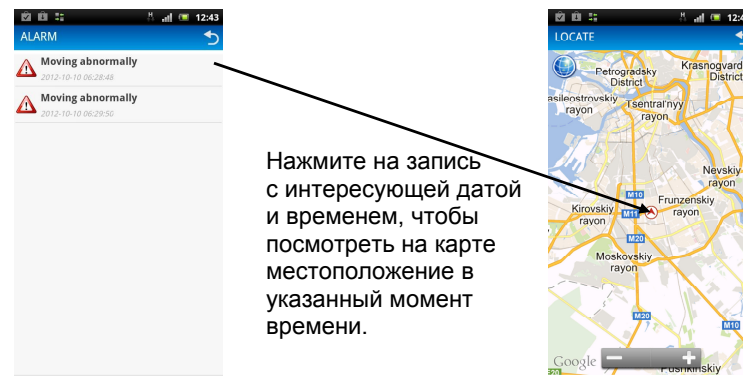 12:43
ALARM
Moving abnormally
2012-10-10 06:28:48
Moving abnormally
2012-10-10 06:29:56
Нажмите на запись
с интересующей датой
и временем, чтобы
посмотреть на карте
местоположение в
указанный момент
времени.
12:4
LOCATE
Petrogradsky
District
Krasnogvard
District
asileostrovskiy
rayon
Tsentral'nyy
rayon
Nevskiy
rayon
M10
Frunzenskiy
rayon
Kirovskiy
rayon
M11
M20
Moskovskiy
rayon
M20
M10
Google
E20
Pushkinskiy